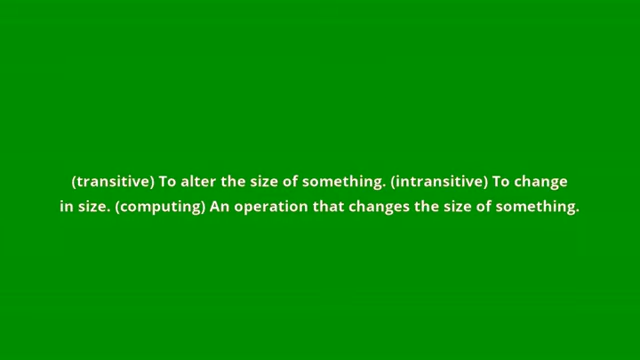 (transitive) To alter the size of something. (intransitive) To change
in size. (computing) An operation that changes the size of something.